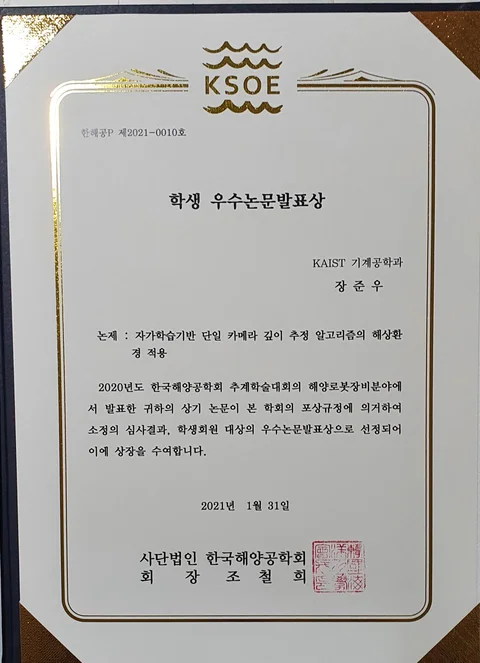 KSOE
한해공P 제2021-0010호
학생 우수논문발표상
KAIST 기계공학과
장 준 우
논제 : 자가학습기반 단일 카메라 깊이 추정 알고리즘의 해상환
경 적용
2020년도 한국해양공학회 추계학술대회의 해양로봇장비분야에
서 발표한 귀하의 상기 논문이 본 학회의 포상규정에 의거하여
소정의 심사결과, 학생회원 대상의 우수논문발표상으로 선정되어
이에 상장을 수여합니다.
2021년 1월 31일
사단법인 한국해양공학회
회 장 조 철 희